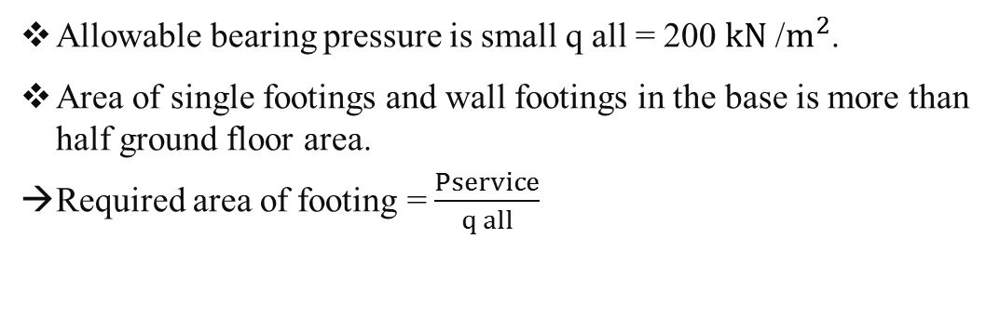 ❖ Allowable bearing pressure is small q all = 200 kN /m².
❖ Area of single footings and wall footings in the base is more than
half ground floor area.
→Required area of footing = Pservice / q all